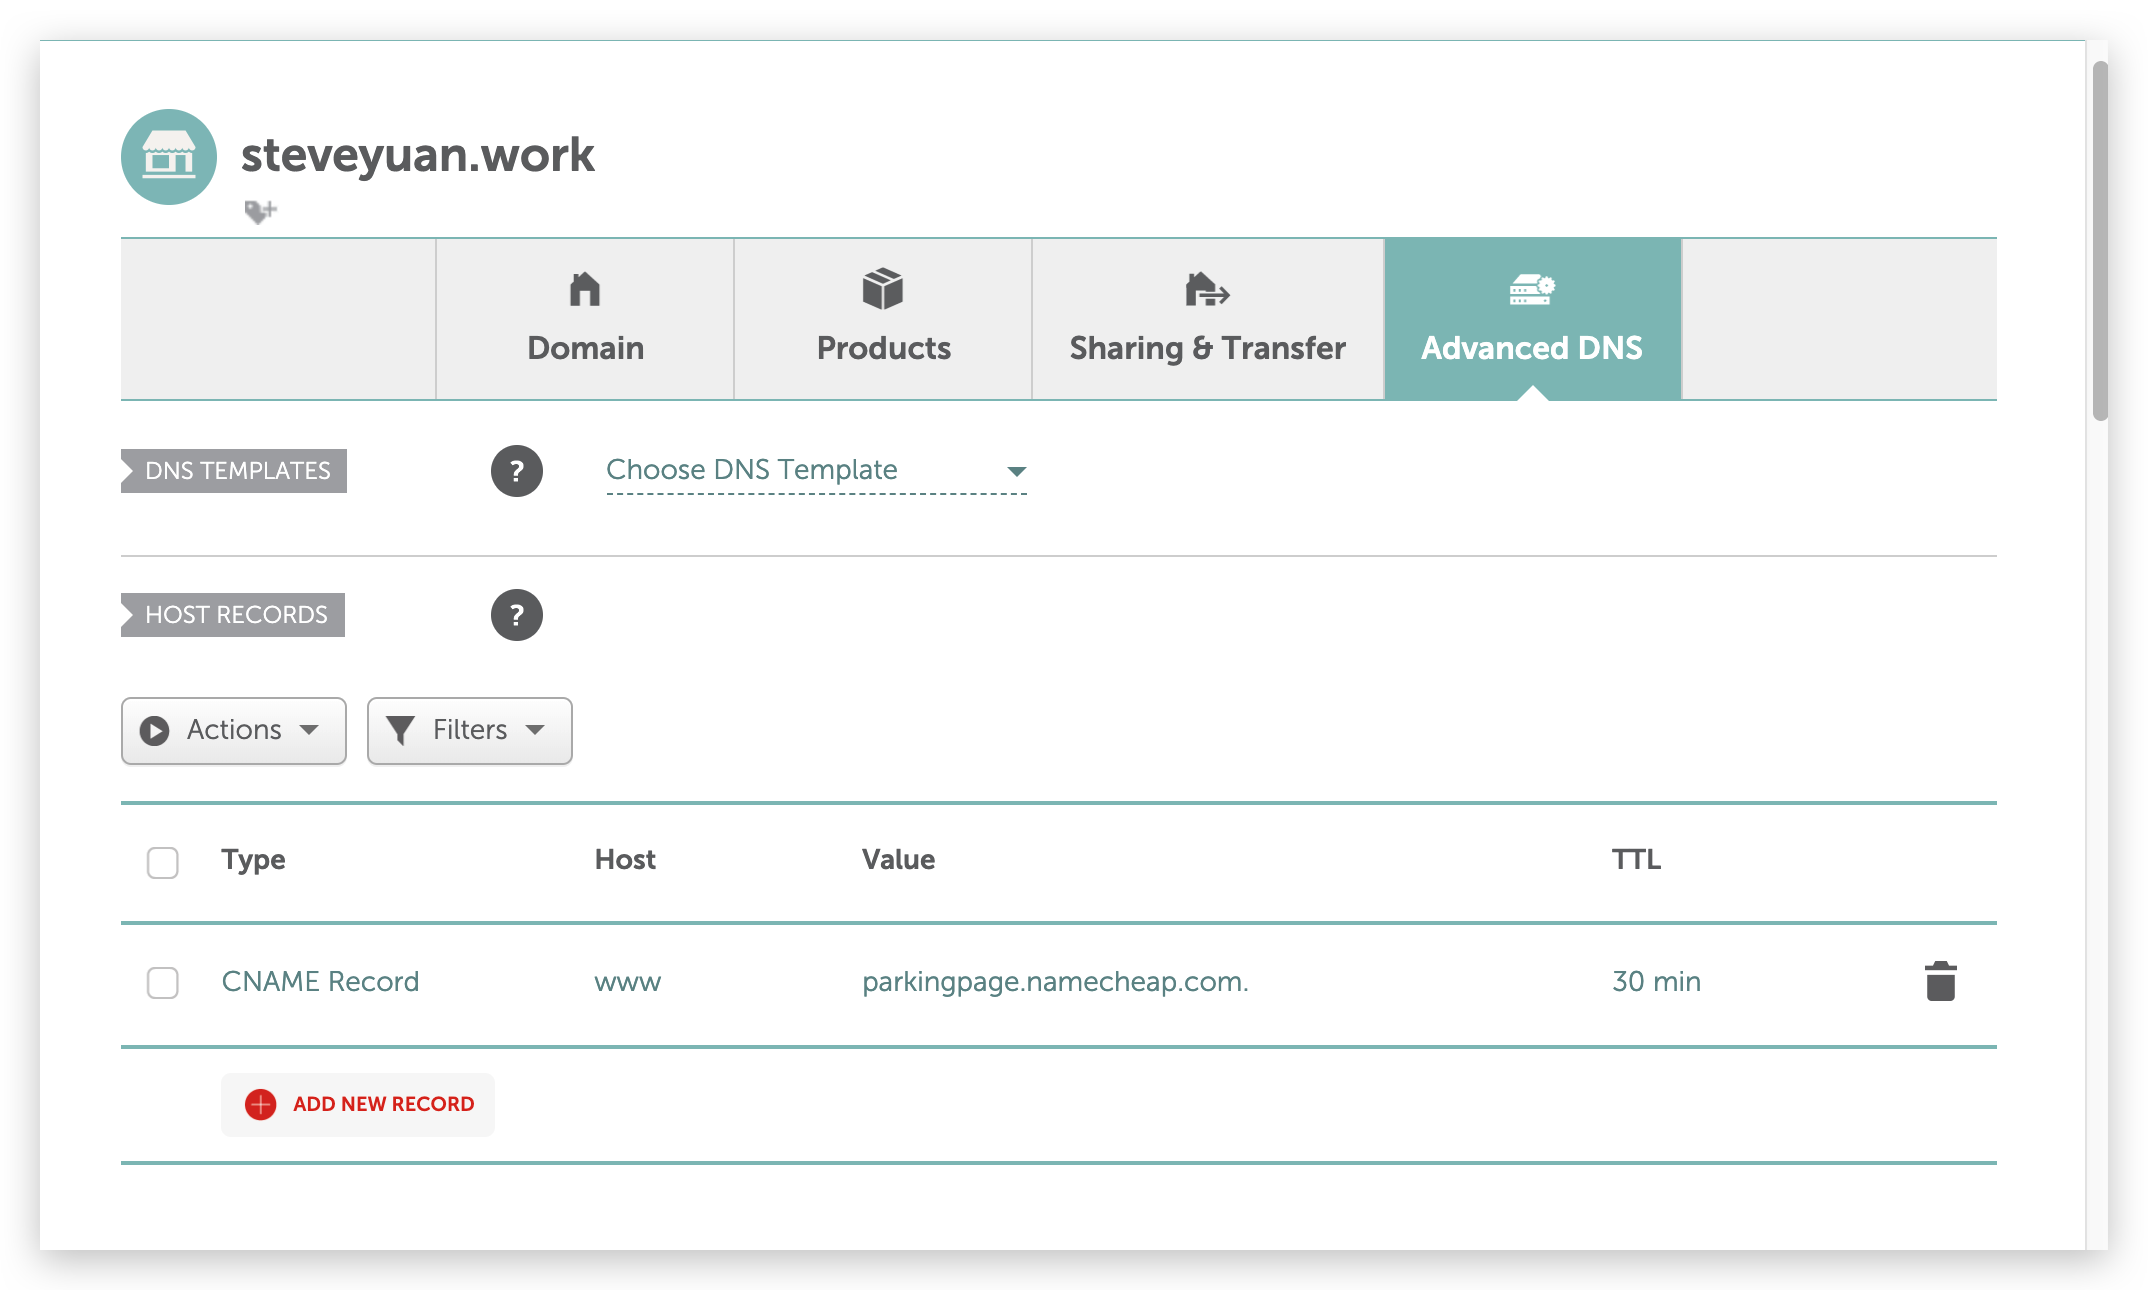 steveyuan.work
Domain
Products
Sharing & Transfer
Advanced DNS
DNS TEMPLATES
?
Choose DNS Template
HOST RECORDS
?
Actions
Filters
Type Host Value TTL
CNAME Record www parkingpage.namecheap.com. 30 min
ADD NEW RECORD